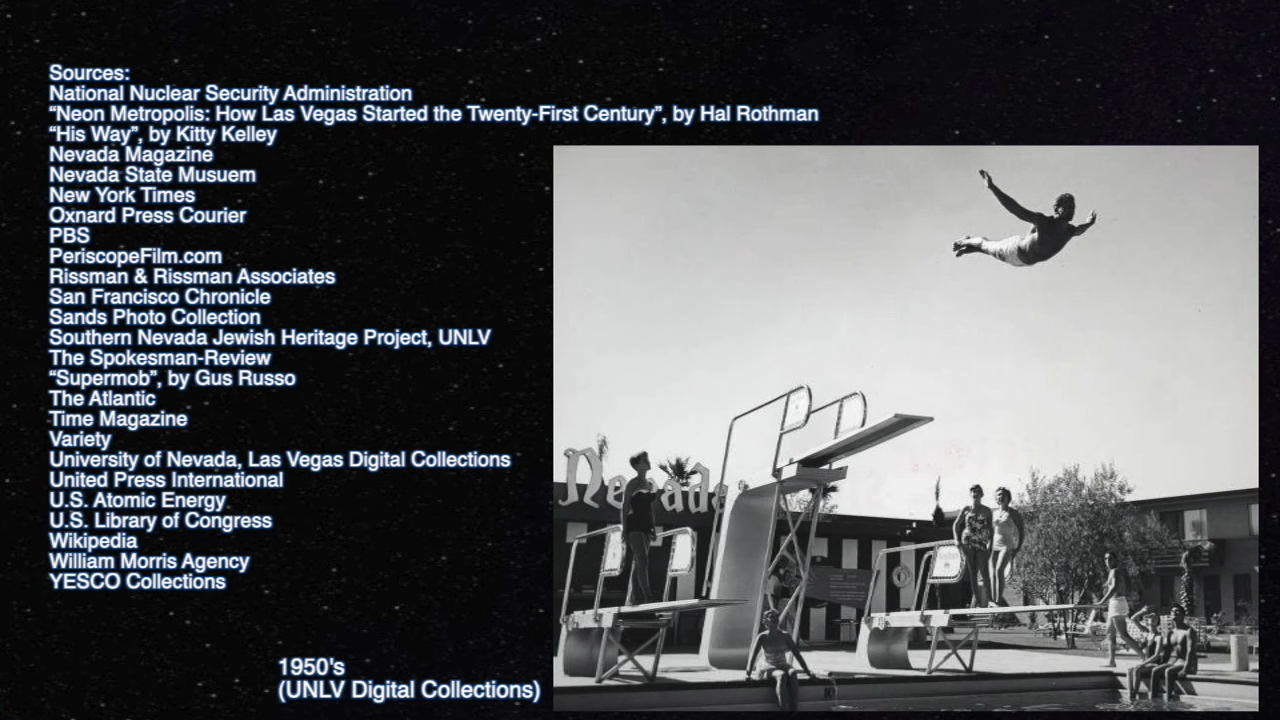 Sources:
National Nuclear Security Administration
“Neon Metropolis: How Las Vegas Started the Twenty-First Century”, by Hal Rothman
“His Way”, by Kitty Kelley
Nevada Magazine
Nevada State Musuem
New York Times
Oxnard Press Courier
PBS
PeriscopeFilm.com
Rissman & Rissman Associates
San Francisco Chronicle
Sands Photo Collection
Southern Nevada Jewish Heritage Project, UNLV
The Spokesman-Review
“Supermob”, by Gus Russo
The Atlantic
Time Magazine
Variety
University of Nevada, Las Vegas Digital Collections
United Press International
U.S. Atomic Energy
U.S. Library of Congress
Wikipedia
William Morris Agency
YESCO Collections
1950's
(UNLV Digital Collections)
Nevada